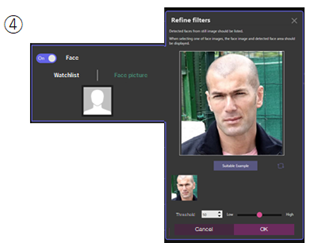 ④
On Face
Watchlist | Face picture
Refine filters
Detected faces from still image should be listed.
When selecting one of face images, the face image and detected face area should
be displayed.
Suitable Example
Threshold Low High
Cancel OK